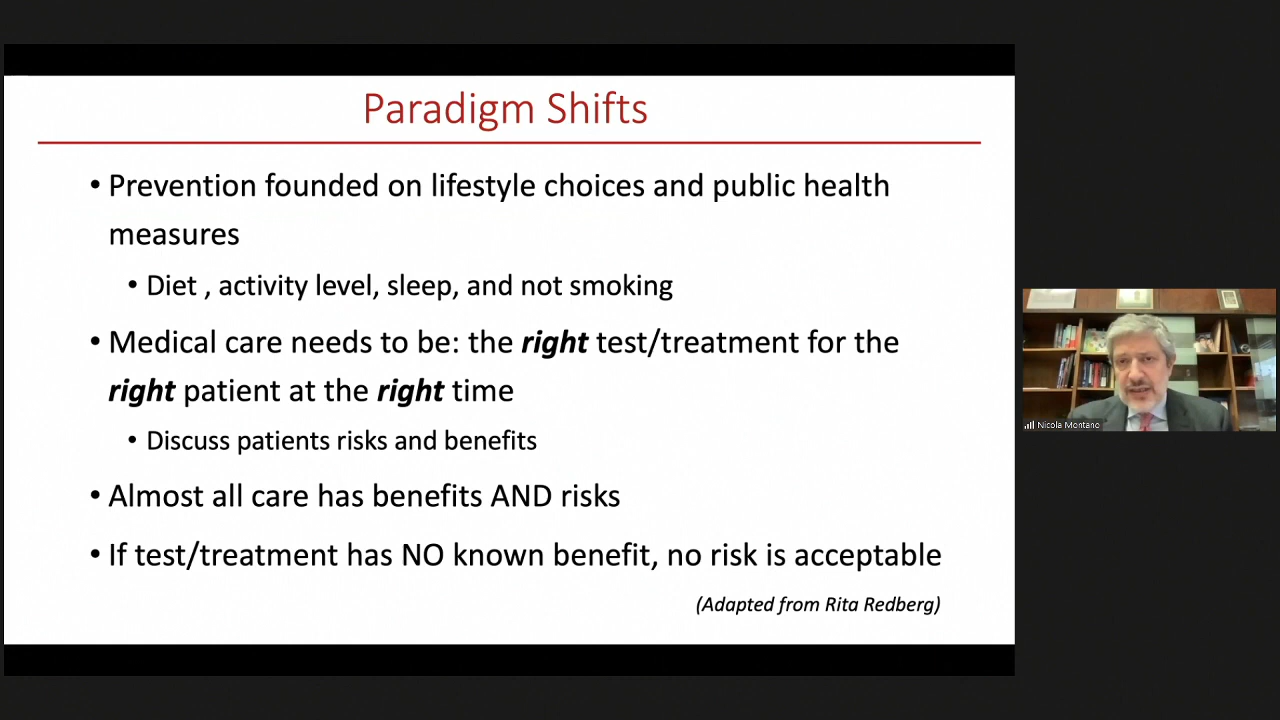 Paradigm Shifts
• Prevention founded on lifestyle choices and public health
measures
• Diet , activity level, sleep, and not smoking
• Medical care needs to be: the right test/treatment for the
right patient at the right time
• Discuss patients risks and benefits
• Almost all care has benefits AND risks
• If test/treatment has NO known benefit, no risk is acceptable
(Adapted from Rita Redberg)
Nicola Montano